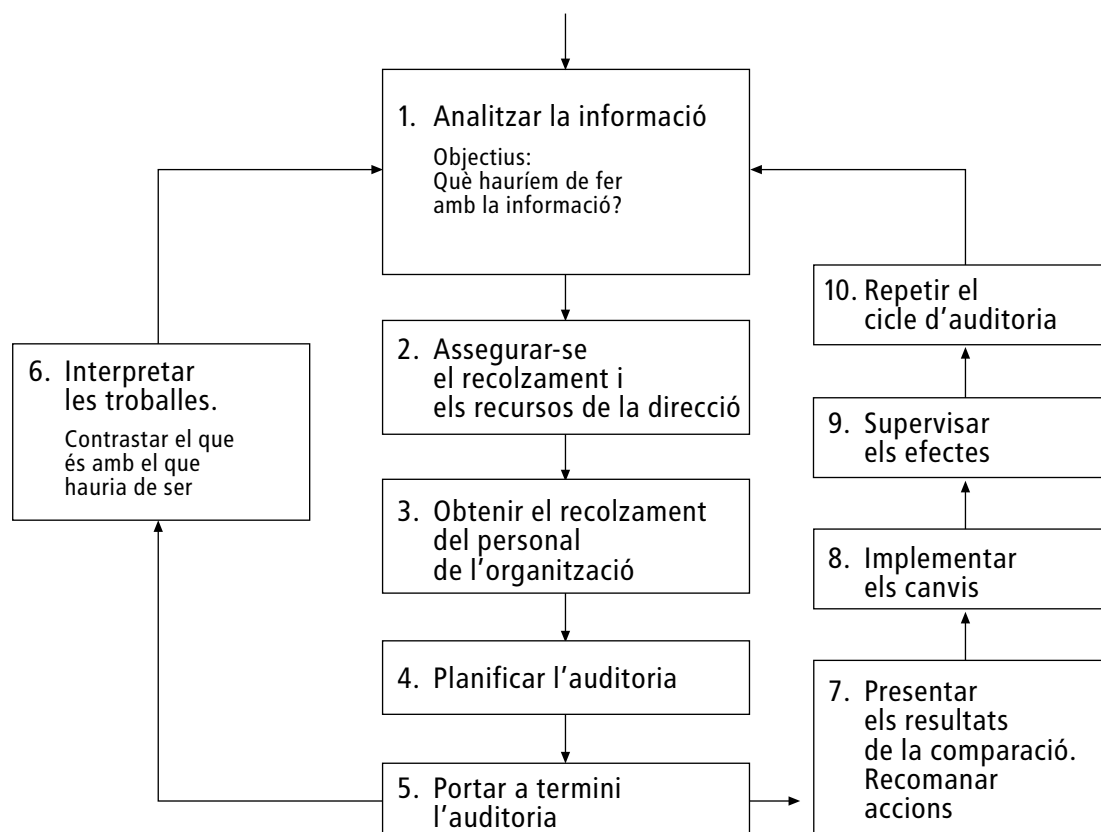 1. Analitzar la informació
Objectius:
Què hauríem de fer
amb la informació?
2. Assegurar-se
el recolzament i
els recursos de la direcció
3. Obtenir el recolzament
del personal
de l'organització
4. Planificar l'auditoria
5. Portar a termini
l'auditoria
6. Interpretar
les troballes.
Contrastar el que
és amb el que
hauria de ser
7. Presentar
els resultats
de la comparació.
Recomanar
accions
8. Implementar
els canvis
9. Supervisar
els efectes
10. Repetir el
cicle d'auditoria